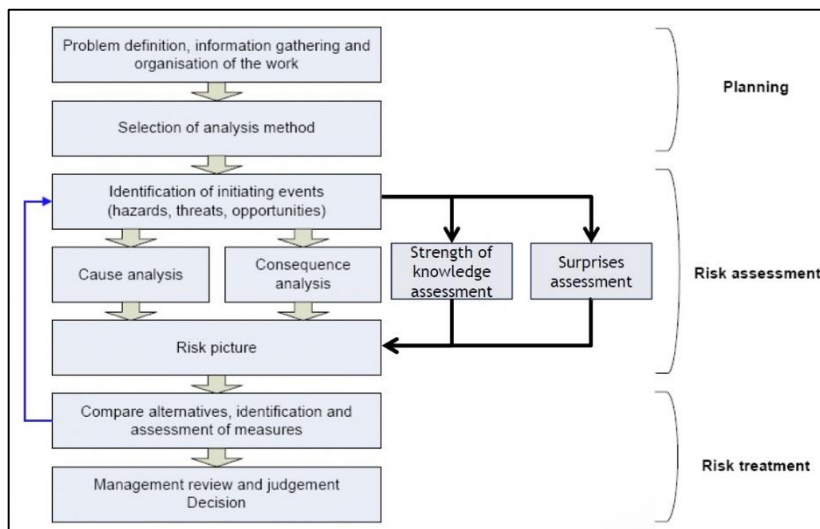 Problem definition, information gathering and
organisation of the work
Planning
Selection of analysis method
Identification of initiating events
(hazards, threats, opportunities)
Cause analysis
Consequence
analysis
Strength of
knowledge
assessment
Surprises
assessment
Risk assessment
Risk picture
Compare alternatives, identification and
assessment of measures
Risk treatment
Management review and judgement
Decision